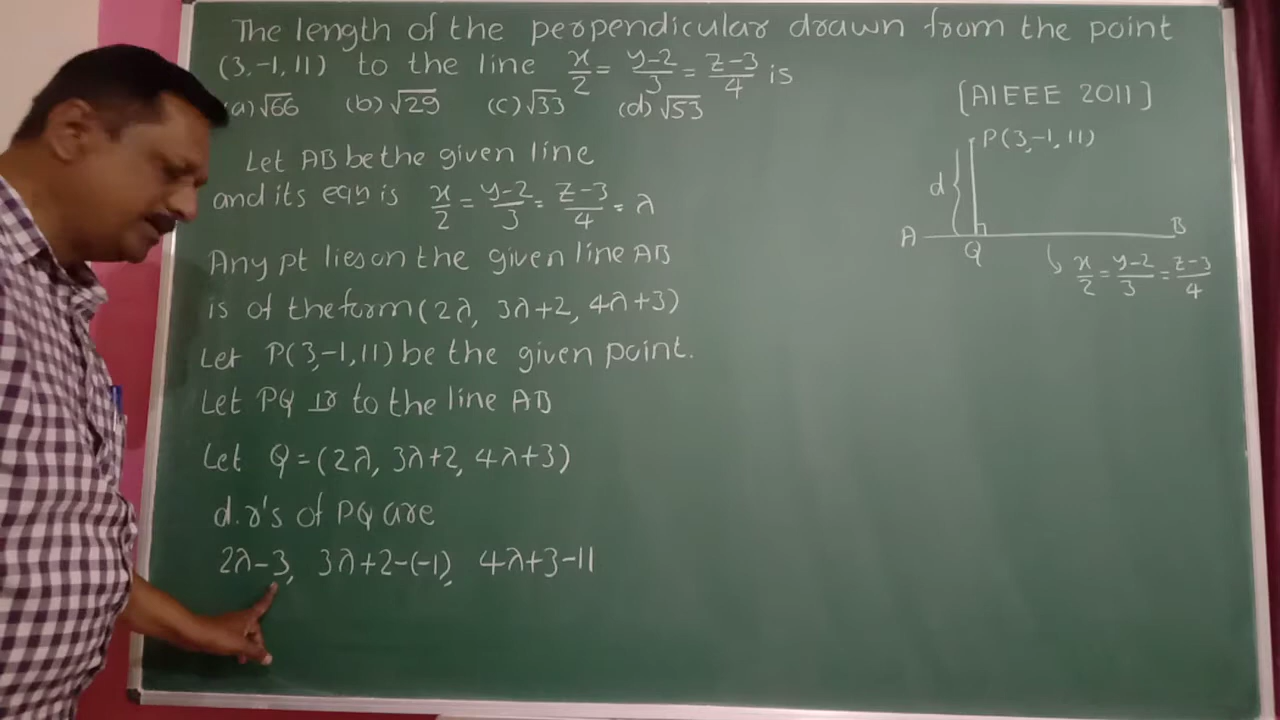 The length of the perpendicular drawn from the point
(3,-1,11) to the line x/2 = y-2/3 = z-3/4 is
(a) √66 (b) √29 (c) √33 (d) √53
[AIEEE 2011]
Let AB be the given line
and its eqn is x/2 = y-2/3 = z-3/4 = λ
Any pt lies on the given line AB
is of the form (2λ, 3λ+2, 4λ+3)
Let P(3,-1,11) be the given point.
Let PQ ⊥r to the line AB
Let Q = (2λ, 3λ+2, 4λ+3)
d.r's of PQ are
2λ-3, 3λ+2-(-1), 4λ+3-11
P(3,-1,11)
d
A
Q
B
x/2 = y-2/3 = z-3/4